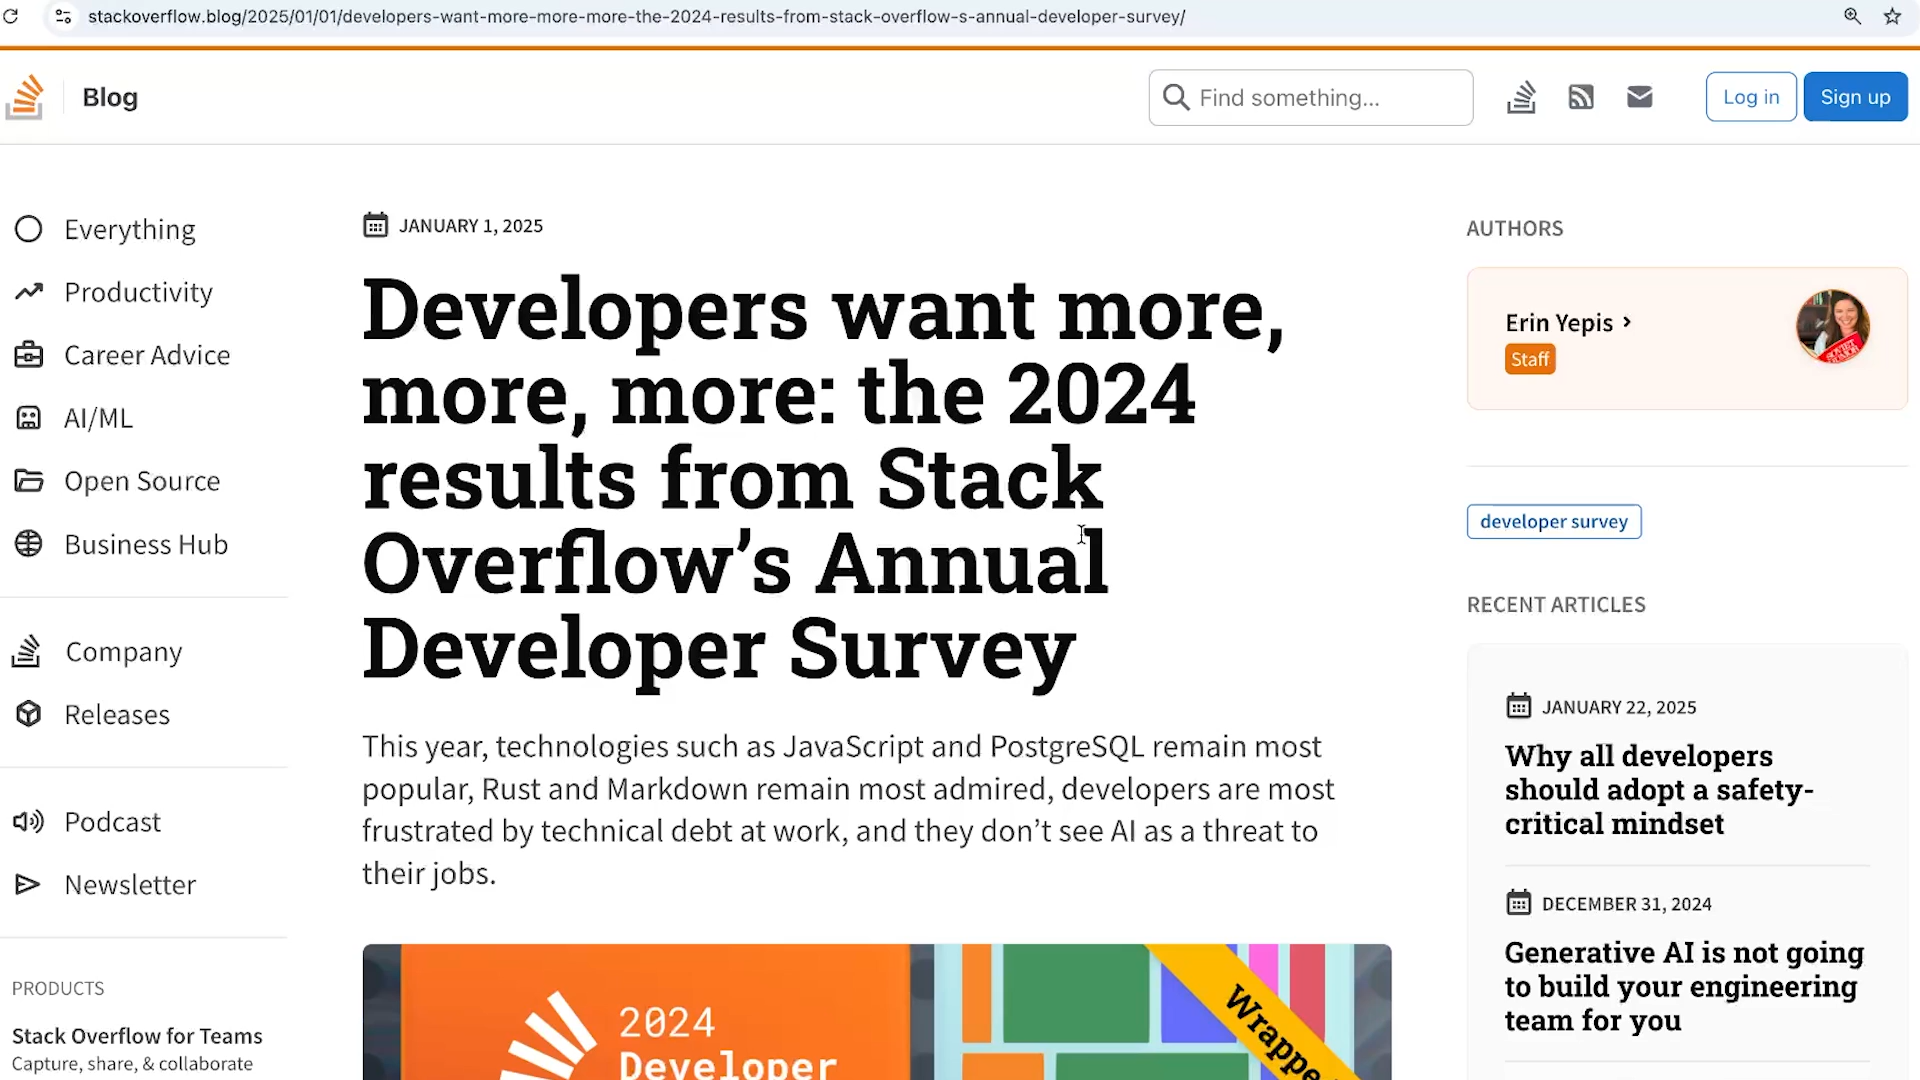 stackoverflow.blog/2025/01/01/developers-want-more-more-more-the-2024-results-from-stack-overflow-s-annual-developer-survey/
Blog
Find something...
Log in
Sign up
Everything
Productivity
Career Advice
AI/ML
Open Source
Business Hub
Company
Releases
Podcast
Newsletter
PRODUCTS
Stack Overflow for Teams
Capture, share, & collaborate
JANUARY 1, 2025
Developers want more,
more, more: the 2024
results from Stack
Overflow’s Annual
Developer Survey
This year, technologies such as JavaScript and PostgreSQL remain most
popular, Rust and Markdown remain most admired, developers are most
frustrated by technical debt at work, and they don’t see AI as a threat to
their jobs.
2024
Developer
AUTHORS
Erin Yepis
Staff
developer survey
RECENT ARTICLES
JANUARY 22, 2025
Why all developers
should adopt a safety-
critical mindset
DECEMBER 31, 2024
Generative AI is not going
to build your engineering
team for you